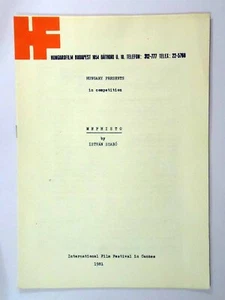 HF
HUNGAROFILM BUDAPEST 1054 BÁTHORI U. 10. TELEFON: 312-777 TELEX: 22-5768
HUNGARY PRESENTS
in competition
MEPHISTO
by
ISTVÁN SZABÓ
International Film Festival in Cannes
1981